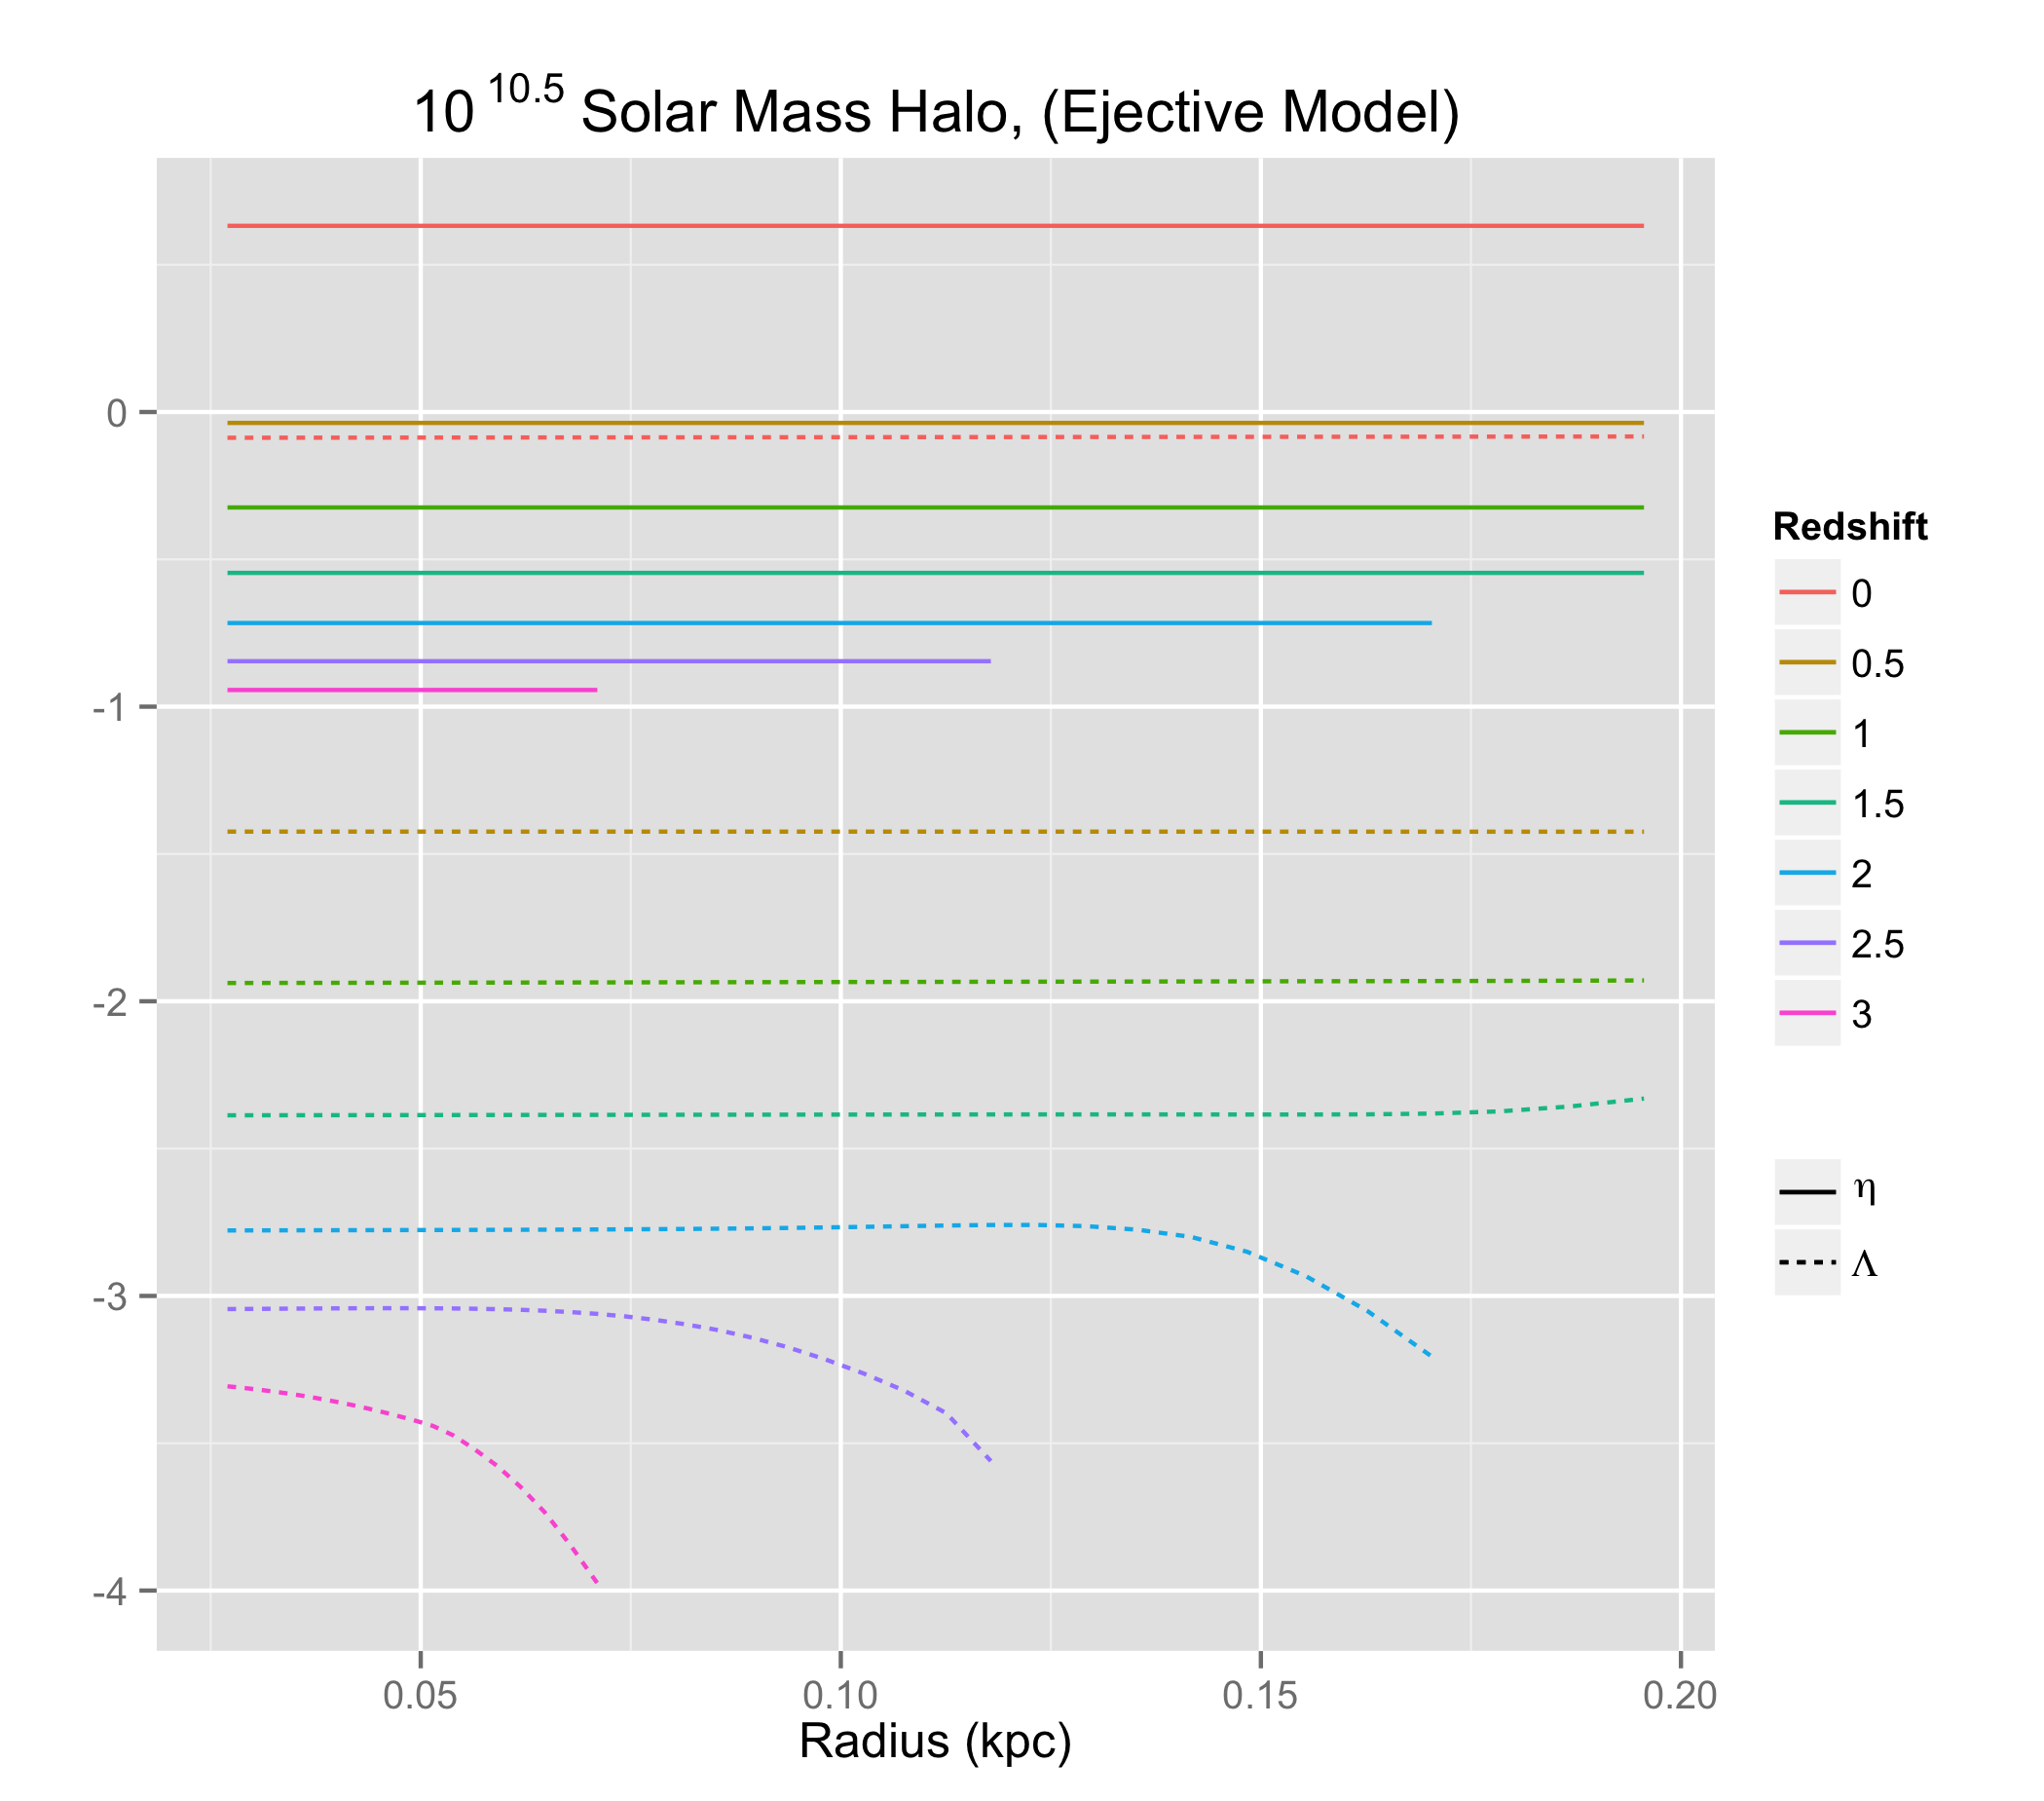 10^10.5 Solar Mass Halo, (Ejective Model)
0
-1
-2
-3
-4
0.05 0.10 0.15 0.20
Radius (kpc)
Redshift
0
0.5
1
1.5
2
2.5
3
η
Λ